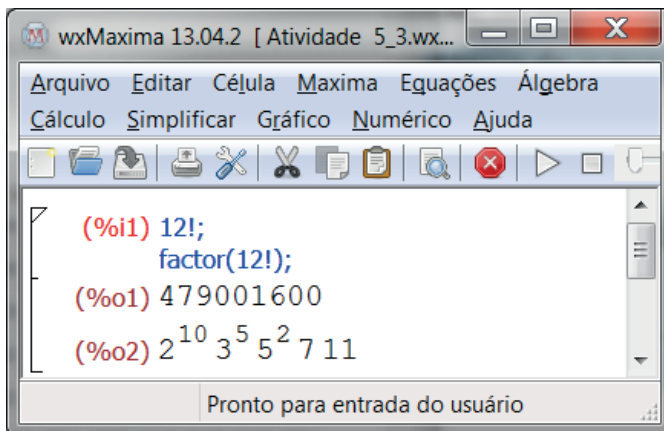 wxMaxima 13.04.2 [ Atividade 5_3.wx...
Arquivo Editar Célula Maxima Equações Álgebra
Cálculo Simplificar Gráfico Numérico Ajuda
(%i1) 12!;
factor(12!);
(%o1) 479001600
(%o2) 2^10 3^5 5^2 7 11
Pronto para entrada do usuário